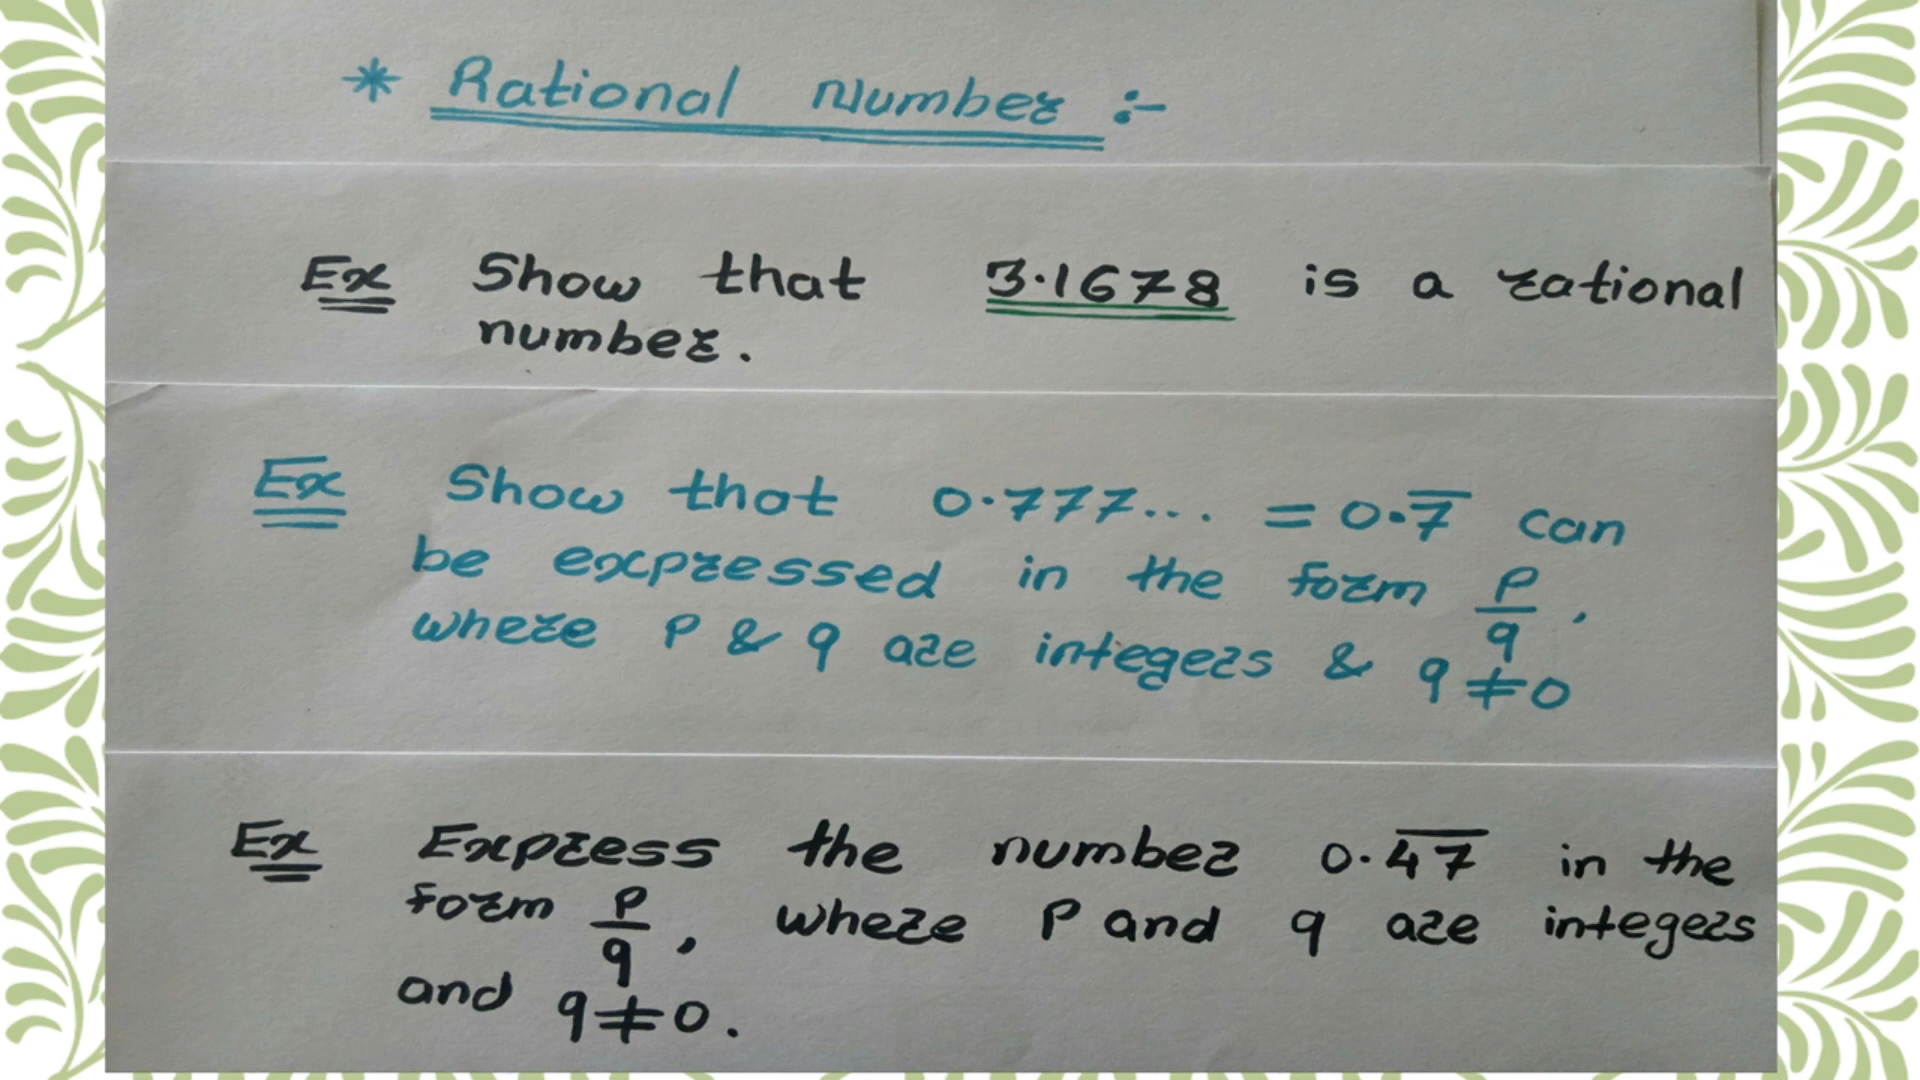 * Rational Number :-
Ex Show that 3.1678 is a rational
number.
Ex Show that 0.777... = 0.7̅ can
be expressed in the form p/q,
where p & q are integers & q ≠ 0
Ex Express the number 0.4̅7̅ in the
form p/q, where p and q are integers
and q ≠ 0.